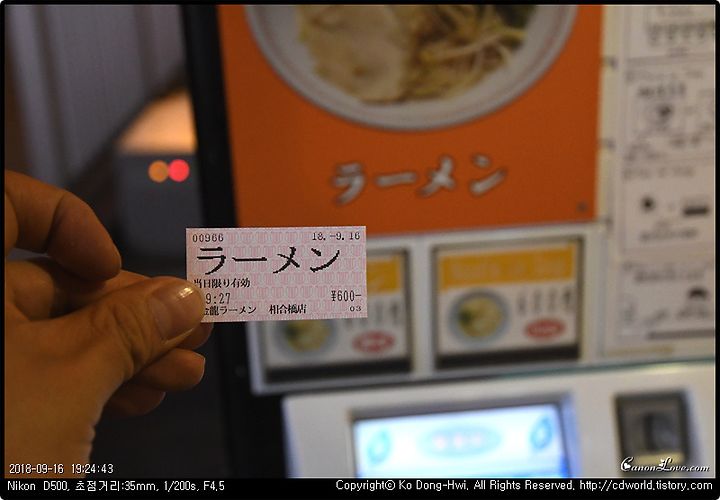 ラーメン
00966 18.-9.16
ラーメン
当日限り有効
9:27 ¥600-
金龍ラーメン 相合橋店 03
2018-09-16 19:24:43
CanonLove.com
Nikon D500, 초점거리:35mm, 1/200s, F4,5
Copyright© Ko Dong-Hwi, All Rights Reserved, http://cdworld.tistory.com